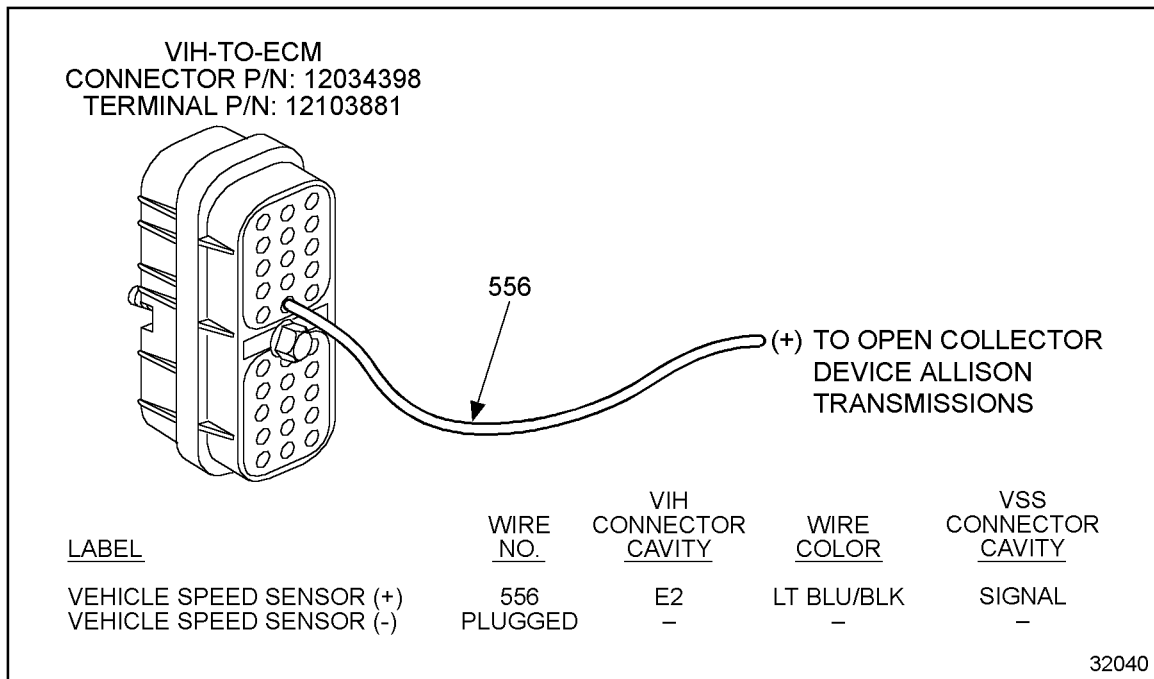 VIH-TO-ECM
CONNECTOR P/N: 12034398
TERMINAL P/N: 12103881
556
(+) TO OPEN COLLECTOR
DEVICE ALLISON
TRANSMISSIONS
LABEL WIRE NO. VIH CONNECTOR CAVITY WIRE COLOR VSS CONNECTOR CAVITY
VEHICLE SPEED SENSOR (+) 556 E2 LT BLU/BLK SIGNAL
VEHICLE SPEED SENSOR (-) PLUGGED – – –
32040